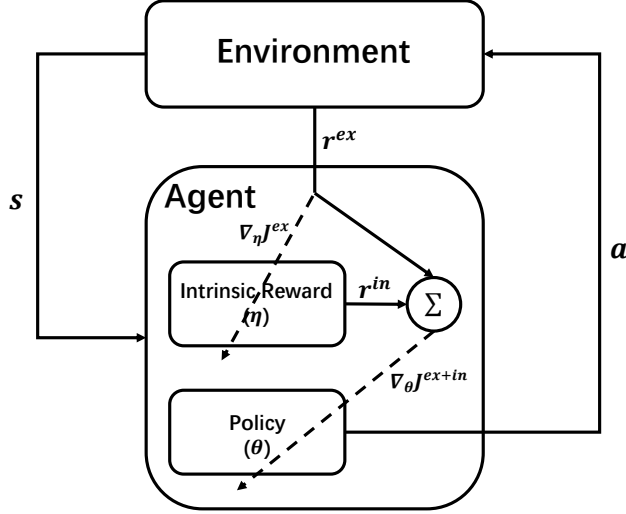 Environment
r^{ex}
s
Agent
a
∇_η J^{ex}
Intrinsic Reward
(η)
r^{in}
Σ
∇_θ J^{ex+in}
Policy
(θ)